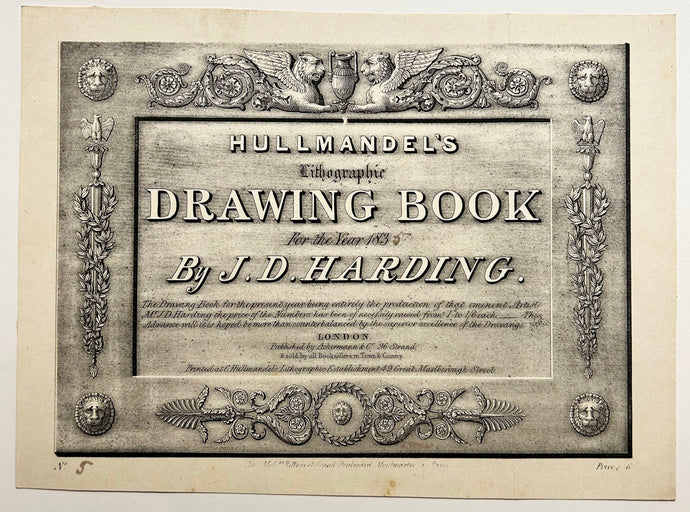 HULLMANDEL'S
Lithographic
DRAWING BOOK
For the Year 1835
By J.D. HARDING.
The Drawing Book for the present year being entirely the production of that eminent Artist
Mr. J.D. Harding the price of the Numbers has been of necessity raised from 1/ to 1/6 each
Advance will it is hoped be more than counterbalanced by the superior excellence of the Drawings
LONDON
Published by Ackermann & Co. 96 Strand.
& sold by all Booksellers in Town & Country
Printed at C. Hullmandel's Lithographic Establishment 49 Great Marlborough Street
No. 5
Price, 6